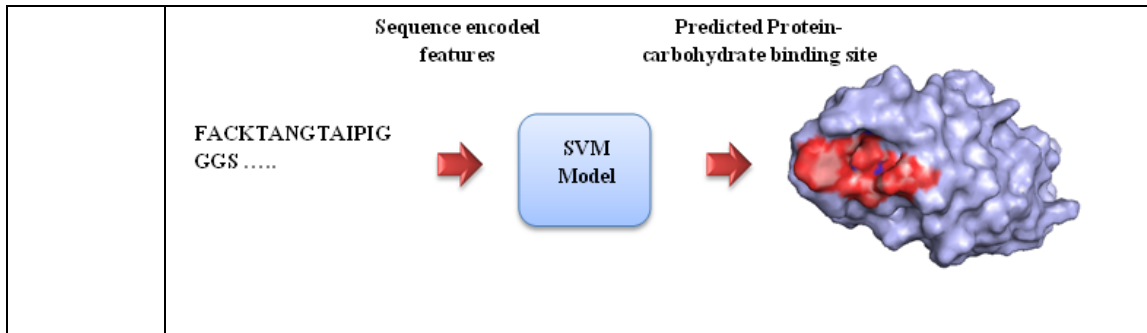 Sequence encoded
features
Predicted Protein-
carbohydrate binding site
FACKTANGTAIPIG
GGS .....
SVM
Model